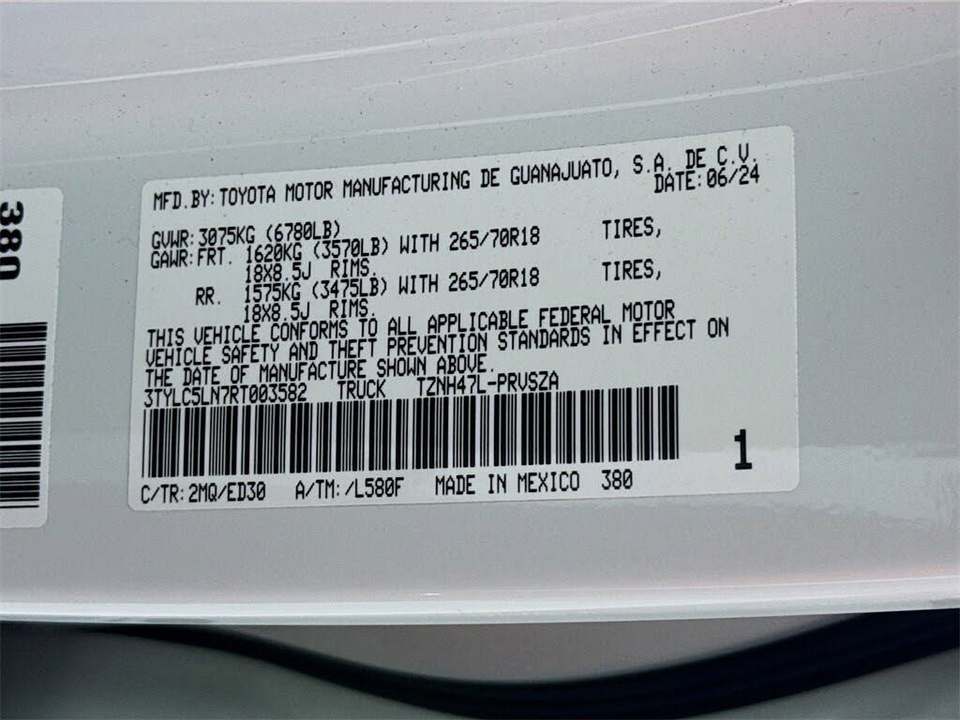 380
MFD.BY: TOYOTA MOTOR MANUFACTURING DE GUANAJUATO, S.A. DE C.V.
DATE: 06/24
GVWR: 3075KG (6780LB)
GAWR: FRT. 1620KG (3570LB) WITH 265/70R18 TIRES,
18X8.5J RIMS.
RR. 1575KG (3475LB) WITH 265/70R18 TIRES,
18X8.5J RIMS.
THIS VEHICLE CONFORMS TO ALL APPLICABLE FEDERAL MOTOR
VEHICLE SAFETY AND THEFT PREVENTION STANDARDS IN EFFECT ON
THE DATE OF MANUFACTURE SHOWN ABOVE.
3TYLC5LN7RT003582 TRUCK TZNH47L-PRVSZA
1
C/TR: 2MQ/ED30 A/TM: /L580F MADE IN MEXICO 380